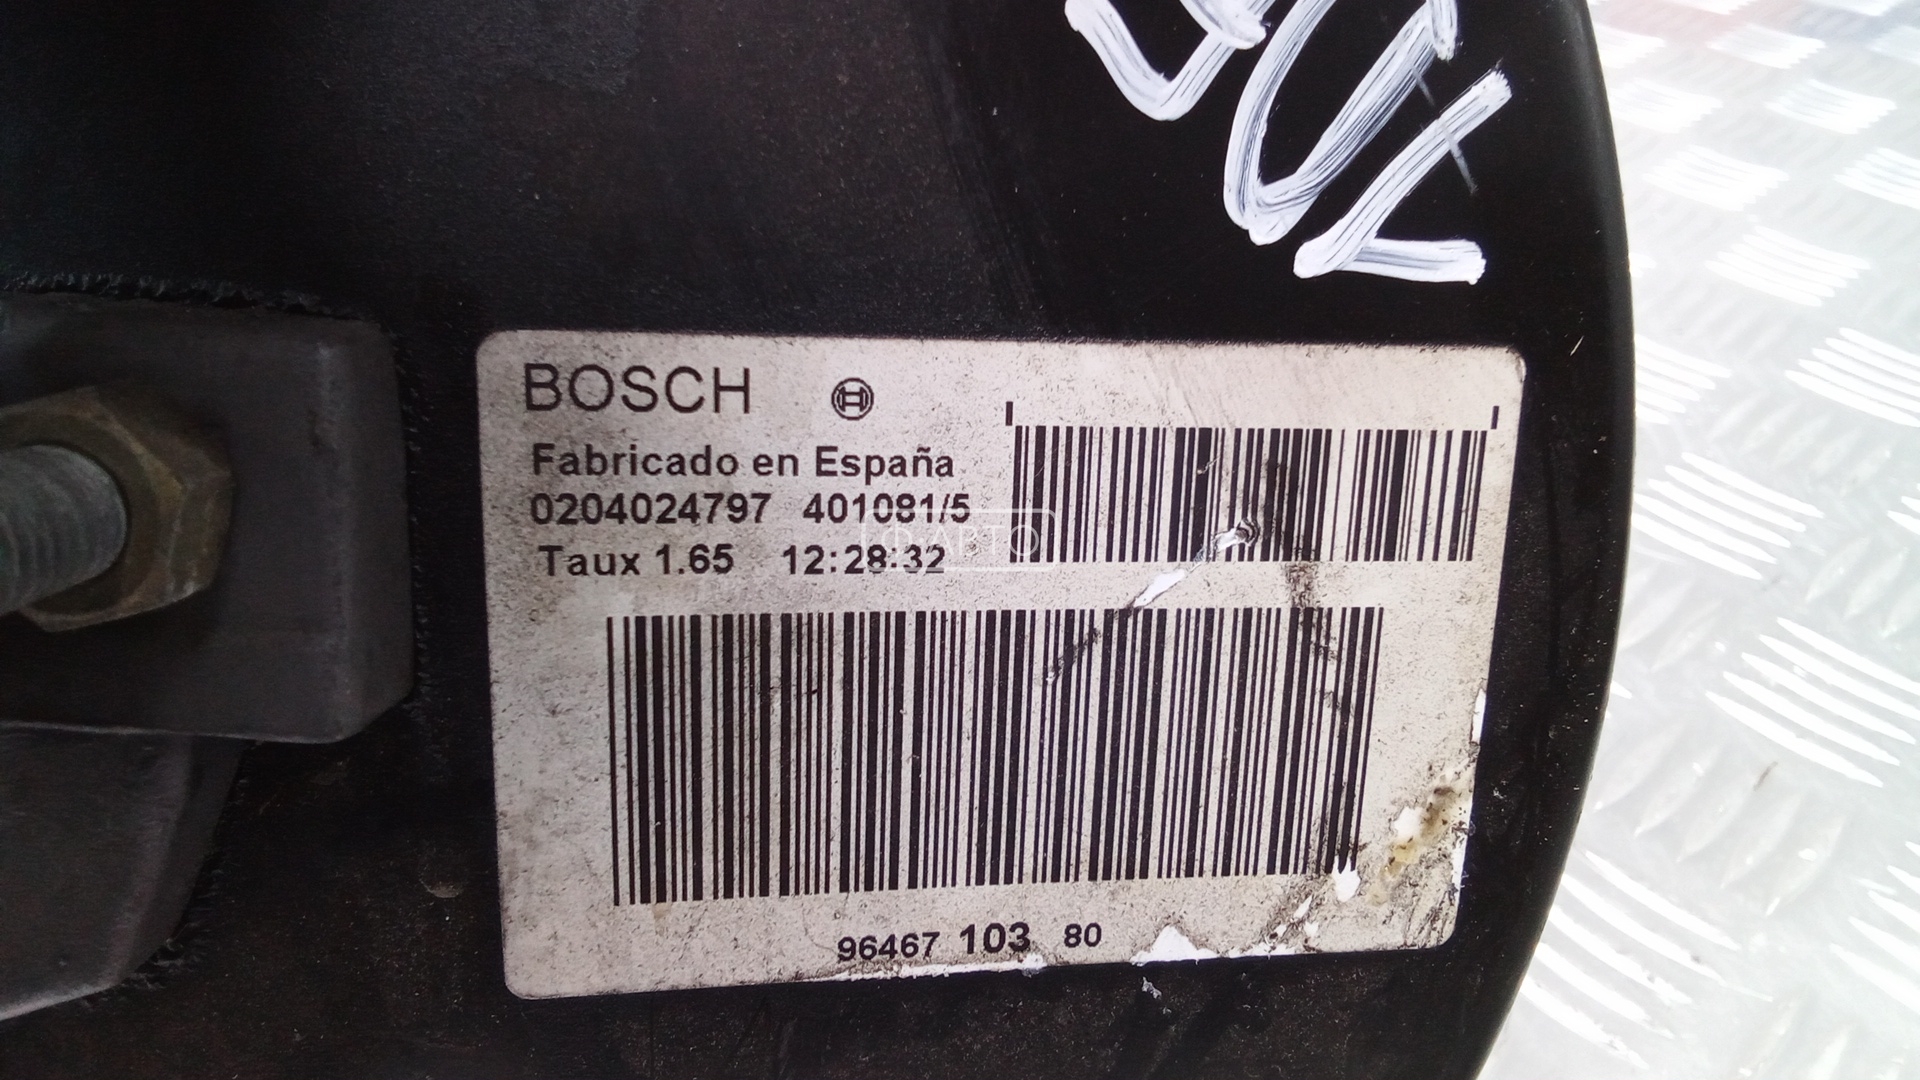 BOSCH
Fabricado en España
0204024797 401081/5
Taux 1.65 12:28:32
96467 103 80